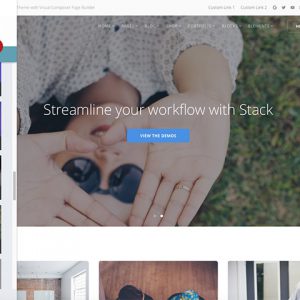 Theme with Visual Composer Page Builder
Custom Link 1 Custom Link 2
HOME PAGES BLOG SHOP PORTFOLIO BLOCKS ELEMENTS
Streamline your workflow with Stack
VIEW THE DEMOS